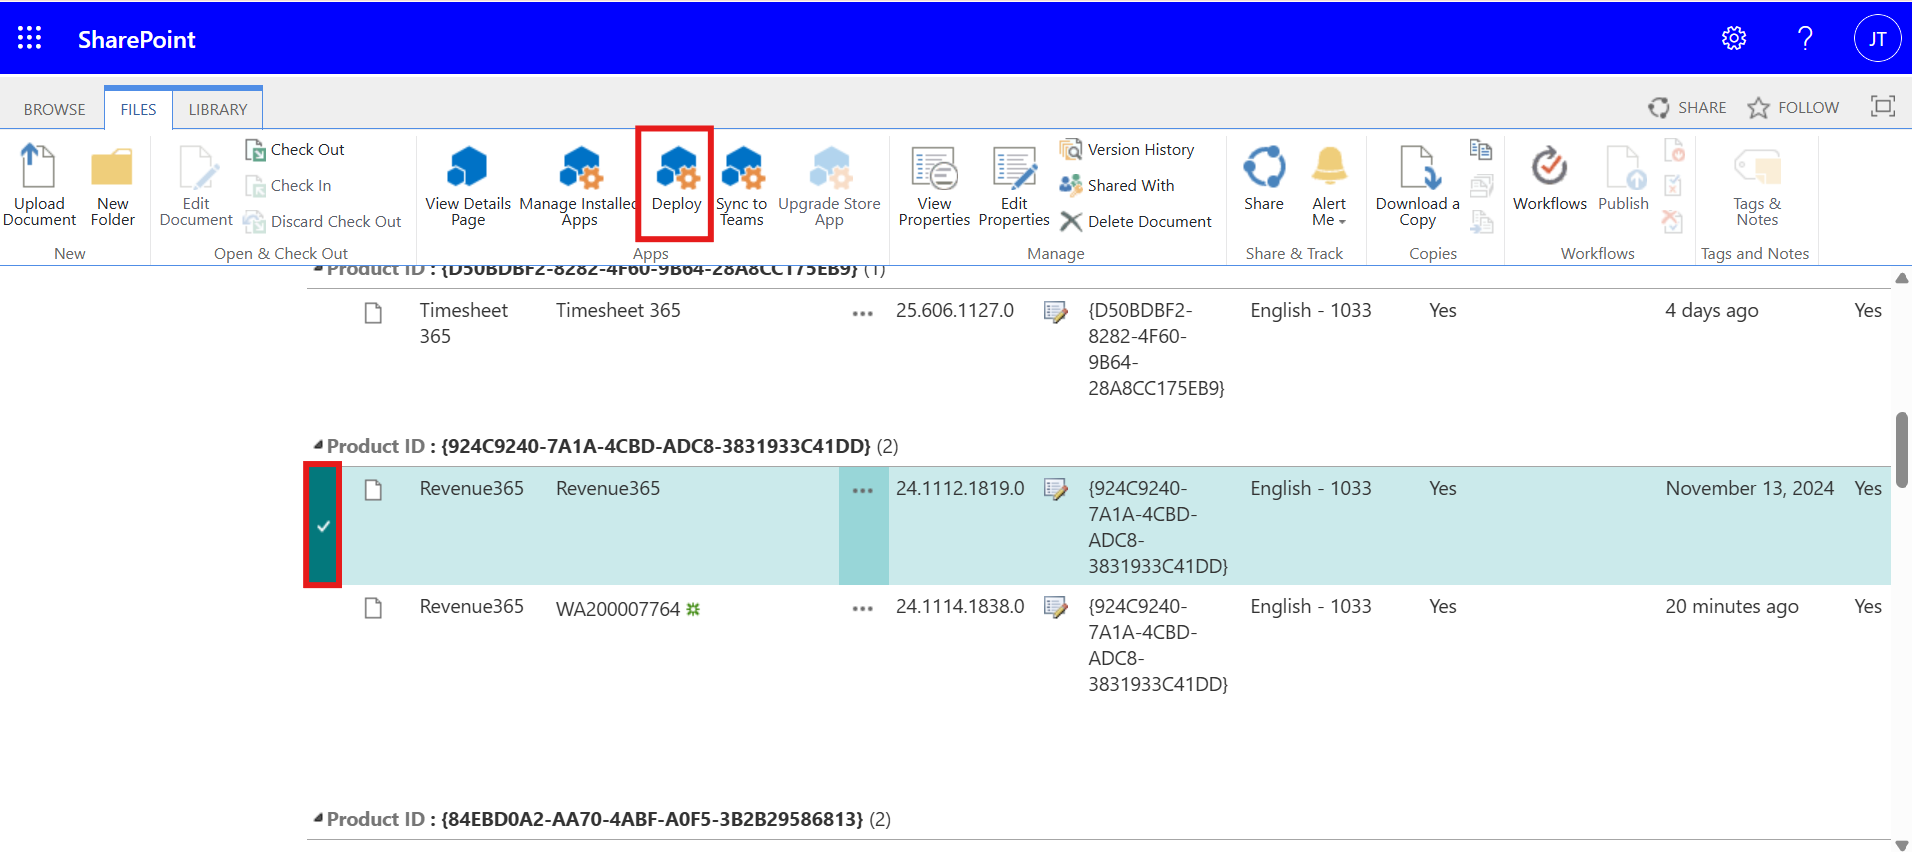 SharePoint
JT
BROWSE FILES LIBRARY SHARE FOLLOW
Upload Document
New Folder
New
Edit Document
Check Out
Check In
Discard Check Out
Open & Check Out
View Details Page
Manage Installed Apps
Deploy
Sync to Teams
Upgrade Store App
Apps
View Properties
Edit Properties
Version History
Shared With
Delete Document
Manage
Share
Alert Me
Share & Track
Download a Copy
Copies
Workflows
Publish
Workflows
Tags & Notes
Tags and Notes
Product ID : {D50BDBF2-8282-4F60-9B64-28A8CC175EB9} (1)
Timesheet 365 Timesheet 365 ... 25.606.1127.0 {D50BDBF2-8282-4F60-9B64-28A8CC175EB9} English - 1033 Yes 4 days ago Yes
Product ID : {924C9240-7A1A-4CBD-ADC8-3831933C41DD} (2)
Revenue365 Revenue365 ... 24.1112.1819.0 {924C9240-7A1A-4CBD-ADC8-3831933C41DD} English - 1033 Yes November 13, 2024 Yes
Revenue365 WA200007764 ... 24.1114.1838.0 {924C9240-7A1A-4CBD-ADC8-3831933C41DD} English - 1033 Yes 20 minutes ago Yes
Product ID : {84EBD0A2-AA70-4ABF-A0F5-3B2B29586813} (2)